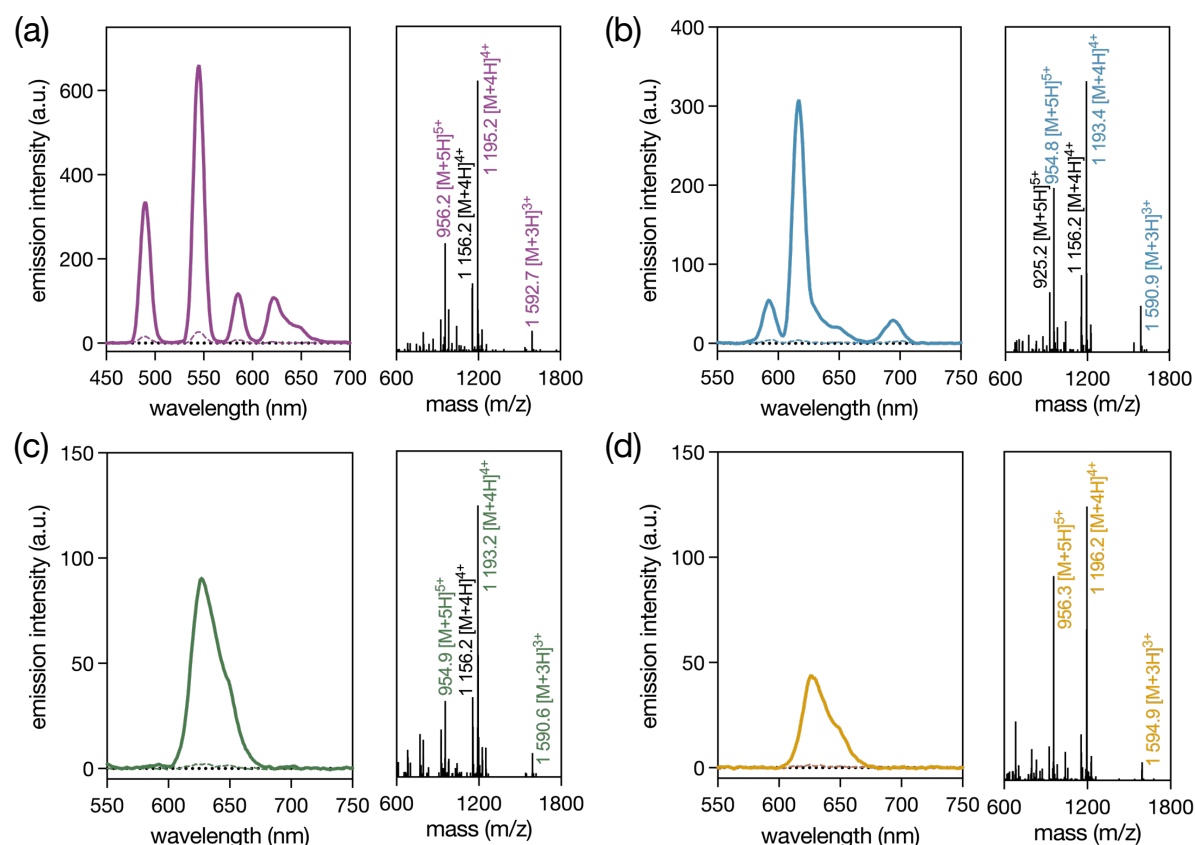 (a)
emission intensity (a.u.)
600
400
200
0
450 500 550 600 650 700
wavelength (nm)
956.2 [M+5H]⁵⁺
1 156.2 [M+4H]⁴⁺
1 195.2 [M+4H]⁴⁺
1 592.7 [M+3H]³⁺
600 1200 1800
mass (m/z)
(b)
emission intensity (a.u.)
400
300
200
100
0
550 600 650 700 750
wavelength (nm)
925.2 [M+5H]⁵⁺
954.8 [M+5H]⁵⁺
1 156.2 [M+4H]⁴⁺
1 193.4 [M+4H]⁴⁺
1 590.9 [M+3H]³⁺
600 1200 1800
mass (m/z)
(c)
emission intensity (a.u.)
150
100
50
0
550 600 650 700 750
wavelength (nm)
954.9 [M+5H]⁵⁺
1 156.2 [M+4H]⁴⁺
1 193.2 [M+4H]⁴⁺
1 590.6 [M+3H]³⁺
600 1200 1800
mass (m/z)
(d)
emission intensity (a.u.)
150
100
50
0
550 600 650 700 750
wavelength (nm)
956.3 [M+5H]⁵⁺
1 196.2 [M+4H]⁴⁺
1 594.9 [M+3H]³⁺
600 1200 1800
mass (m/z)